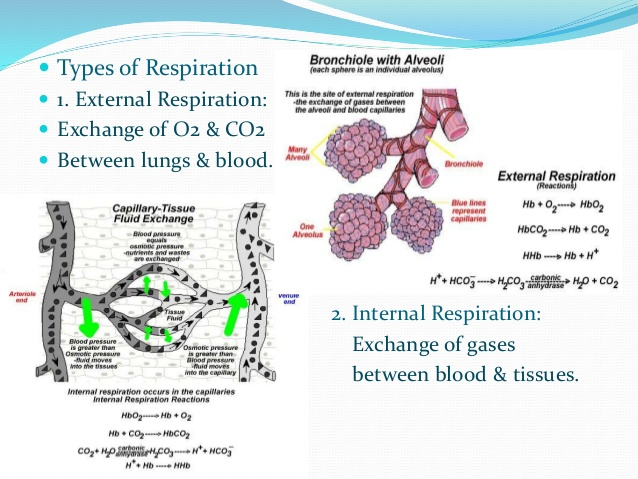 • Types of Respiration
• 1. External Respiration:
• Exchange of O2 & CO2
• Between lungs & blood.
Bronchiole with Alveoli
(each sphere is an individual alveolus)
This is the site of external respiration
-the exchange of gases between
the alveoli and blood capillaries
Many
Alveoli
Bronchiole
One
Alveolus
Blue lines
represent
capillaries
External Respiration
(Reactions)
Hb + O2----> HbO2
HbCO2----> Hb + CO2
HHb ----> Hb + H+
H+ + HCO3- ----> H2CO3 carbonic anhydrase H2O + CO2
Capillary-Tissue
Fluid Exchange
Blood pressure
equals
osmotic pressure
-nutrients and wastes
are exchanged
Arteriole
end
venule
end
Tissue
Fluid
Blood pressure
is greater than
Osmotic pressure
-fluid moves
into the tissues
Osmotic pressure
is greater than
Blood pressure
-fluid moves
into the capillary
Internal respiration occurs in the capillaries
Internal Respiration Reactions
HbO2----> Hb + O2
Hb + CO2----> HbCO2
CO2+ H2O carbonic anhydrase H2CO3----> H+ + HCO3-
H+ + Hb ----> HHb
2. Internal Respiration:
Exchange of gases
between blood & tissues.